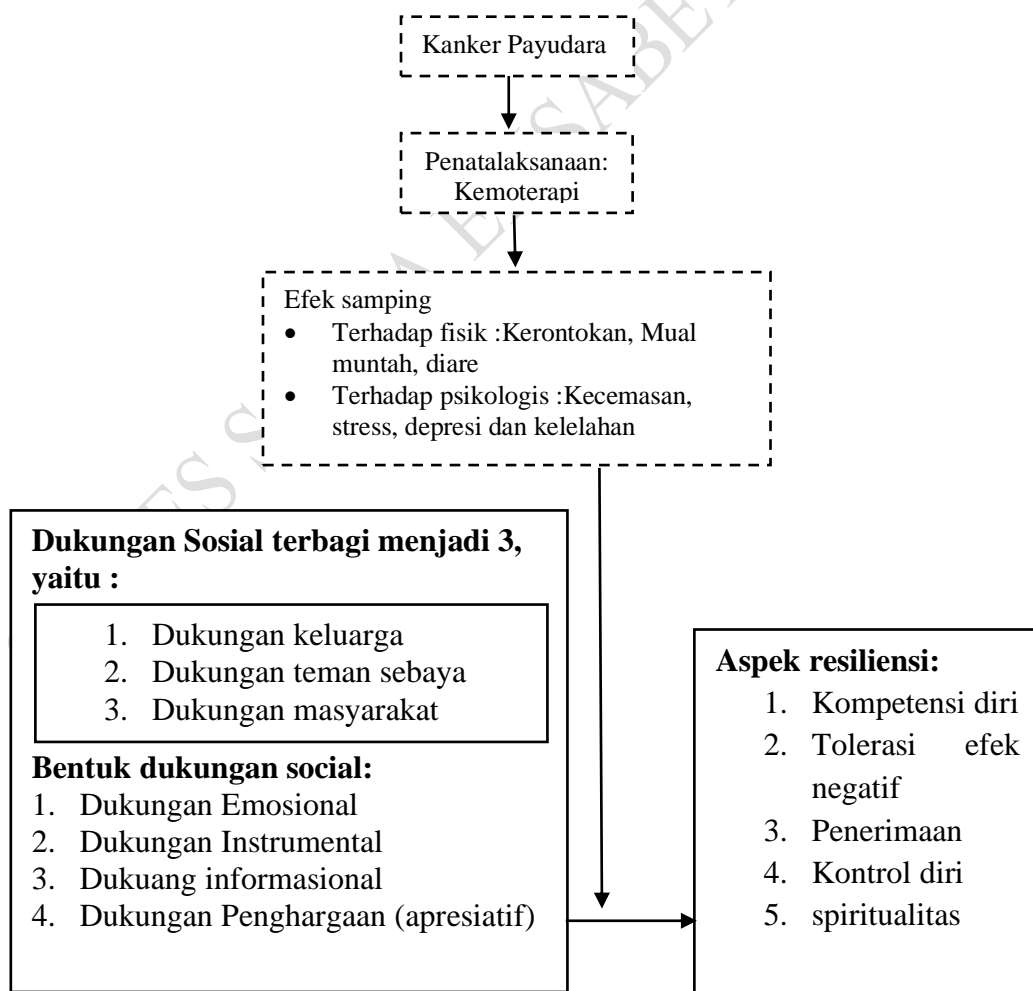 Kanker Payudara
Penatalaksanaan:
Kemoterapi
Efek samping
• Terhadap fisik :Kerontokan, Mual
muntah, diare
• Terhadap psikologis :Kecemasan,
stress, depresi dan kelelahan
Dukungan Sosial terbagi menjadi 3,
yaitu :
1. Dukungan keluarga
2. Dukungan teman sebaya
3. Dukungan masyarakat
Bentuk dukungan social:
1. Dukungan Emosional
2. Dukungan Instrumental
3. Dukuang informasional
4. Dukungan Penghargaan (apresiatif)
Aspek resiliensi:
1. Kompetensi diri
2. Tolerasi efek
negatif
3. Penerimaan
4. Kontrol diri
5. spiritualitas